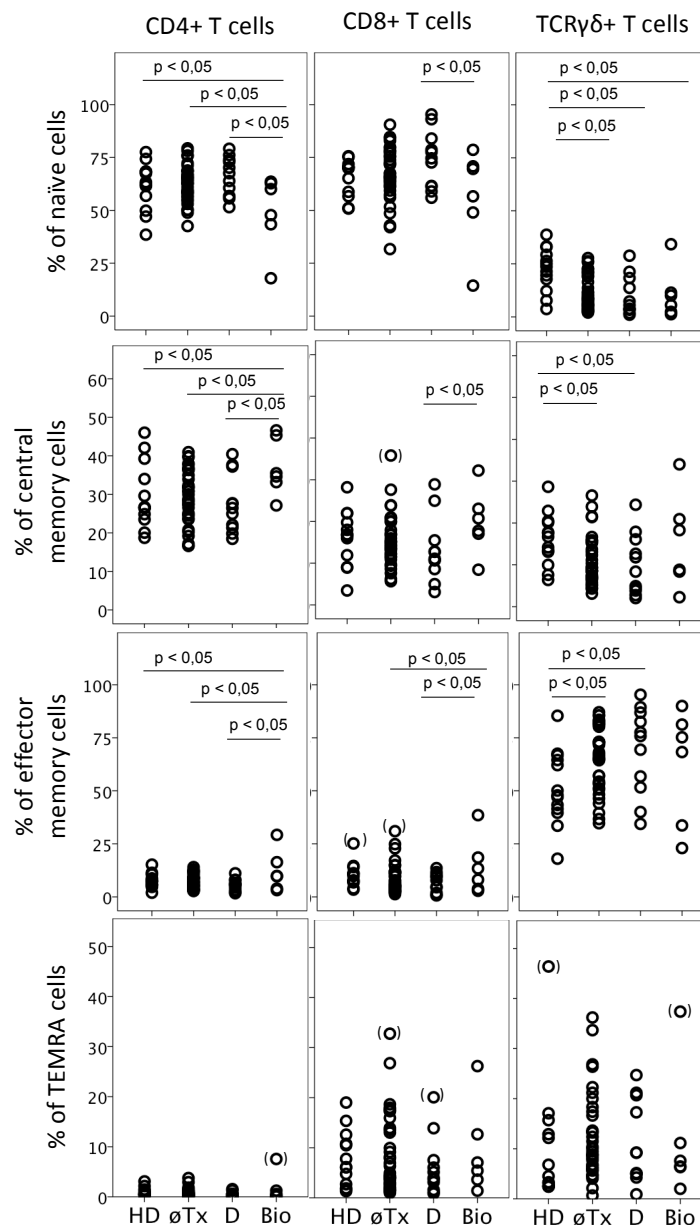 CD4+ T cells CD8+ T cells TCRγδ+ T cells
% of naïve cells
100
75
50
25
0
p < 0,05
p < 0,05
p < 0,05
p < 0,05
p < 0,05
p < 0,05
p < 0,05
% of central
memory cells
60
50
40
30
20
10
0
p < 0,05
p < 0,05
p < 0,05
p < 0,05
p < 0,05
p < 0,05
( )
% of effector
memory cells
100
75
50
25
0
p < 0,05
p < 0,05
p < 0,05
p < 0,05
p < 0,05
p < 0,05
p < 0,05
( ) ( )
% of TEMRA cells
50
40
30
20
10
0
( )
( ) ( )
( ) ( )
HD øTx D Bio HD øTx D Bio HD øTx D Bio